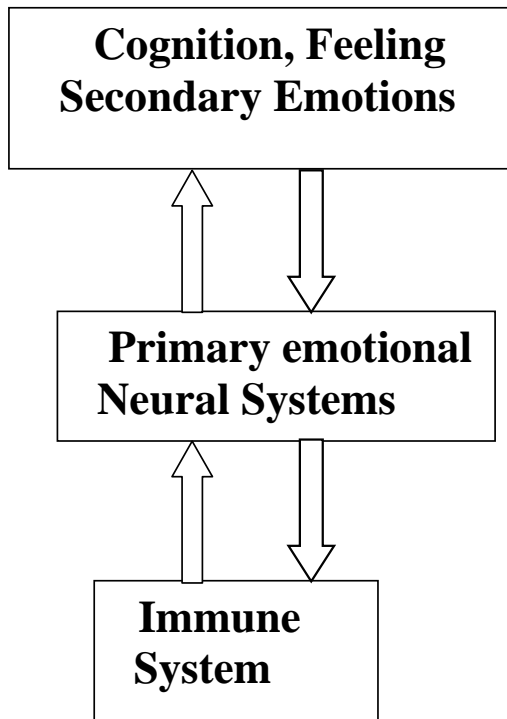 Cognition, Feeling
Secondary Emotions
Primary emotional
Neural Systems
Immune
System